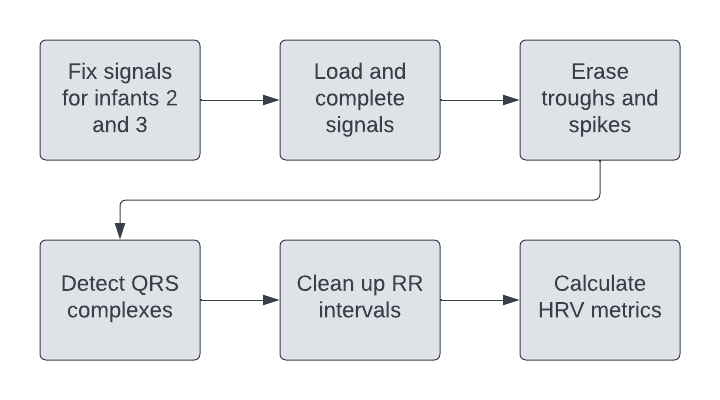 Fix signals
for infants 2
and 3
Load and
complete
signals
Erase
troughs and
spikes
Detect QRS
complexes
Clean up RR
intervals
Calculate
HRV metrics